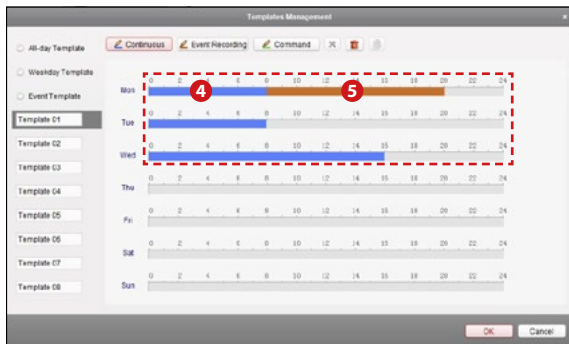 Templates Management
Continuous Event Recording Command
All-day Template
Weekday Template
Event Template
Template 01
Template 02
Template 03
Template 04
Template 05
Template 06
Template 07
Template 08
0 2 4 6 8 10 12 14 16 18 20 22 24
Mon 4 5
0 2 4 6 8 10 12 14 16 18 20 22 24
Tue
0 2 4 6 8 10 12 14 16 18 20 22 24
Wed
0 2 4 6 8 10 12 14 16 18 20 22 24
Thu
0 2 4 6 8 10 12 14 16 18 20 22 24
Fri
0 2 4 6 8 10 12 14 16 18 20 22 24
Sat
0 2 4 6 8 10 12 14 16 18 20 22 24
Sun
OK Cancel